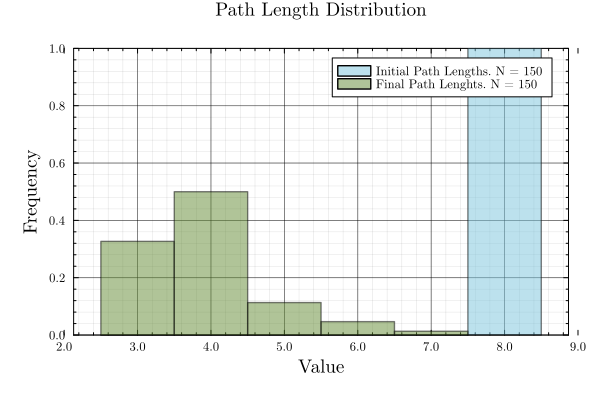 Path Length Distribution
1.0
Initial Path Lengths. N = 150
Final Path Lenghts. N = 150
0.8
0.6
0.4
0.2
0.0
Frequency
2.0 3.0 4.0 5.0 6.0 7.0 8.0 9.0
Value